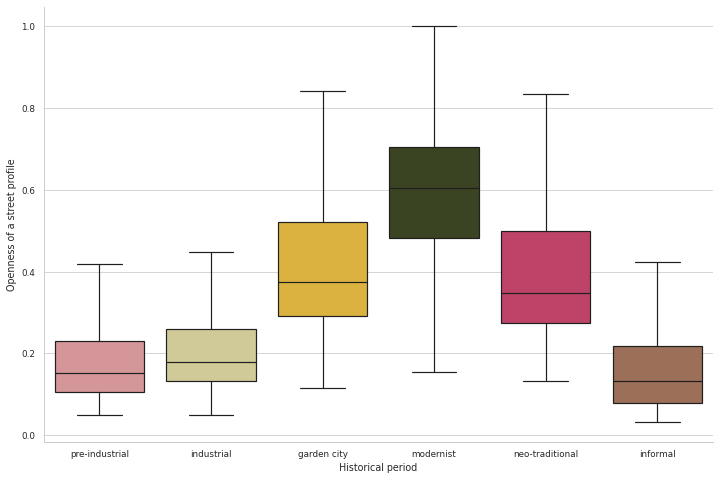 1.0
0.8
0.6
0.4
0.2
0.0
Openness of a street profile
pre-industrial
industrial
garden city
modernist
neo-traditional
informal
Historical period